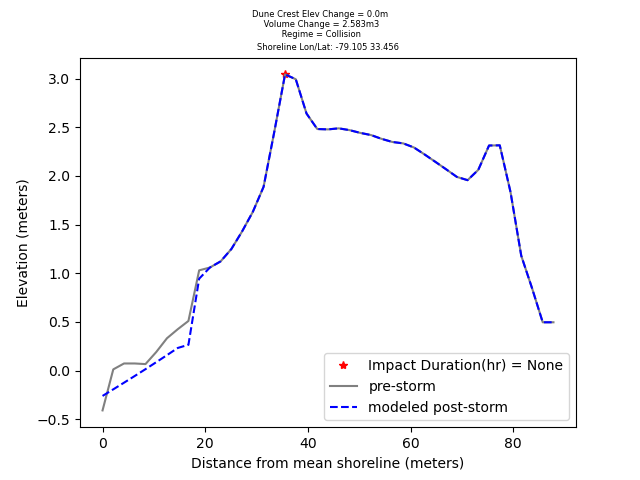 Dune Crest Elev Change = 0.0m
Volume Change = 2.583m3
Regime = Collision
Shoreline Lon/Lat: -79.105 33.456
3.0
2.5
2.0
1.5
1.0
0.5
0.0
−0.5
Elevation (meters)
Impact Duration(hr) = None
pre-storm
modeled post-storm
0 20 40 60 80
Distance from mean shoreline (meters)